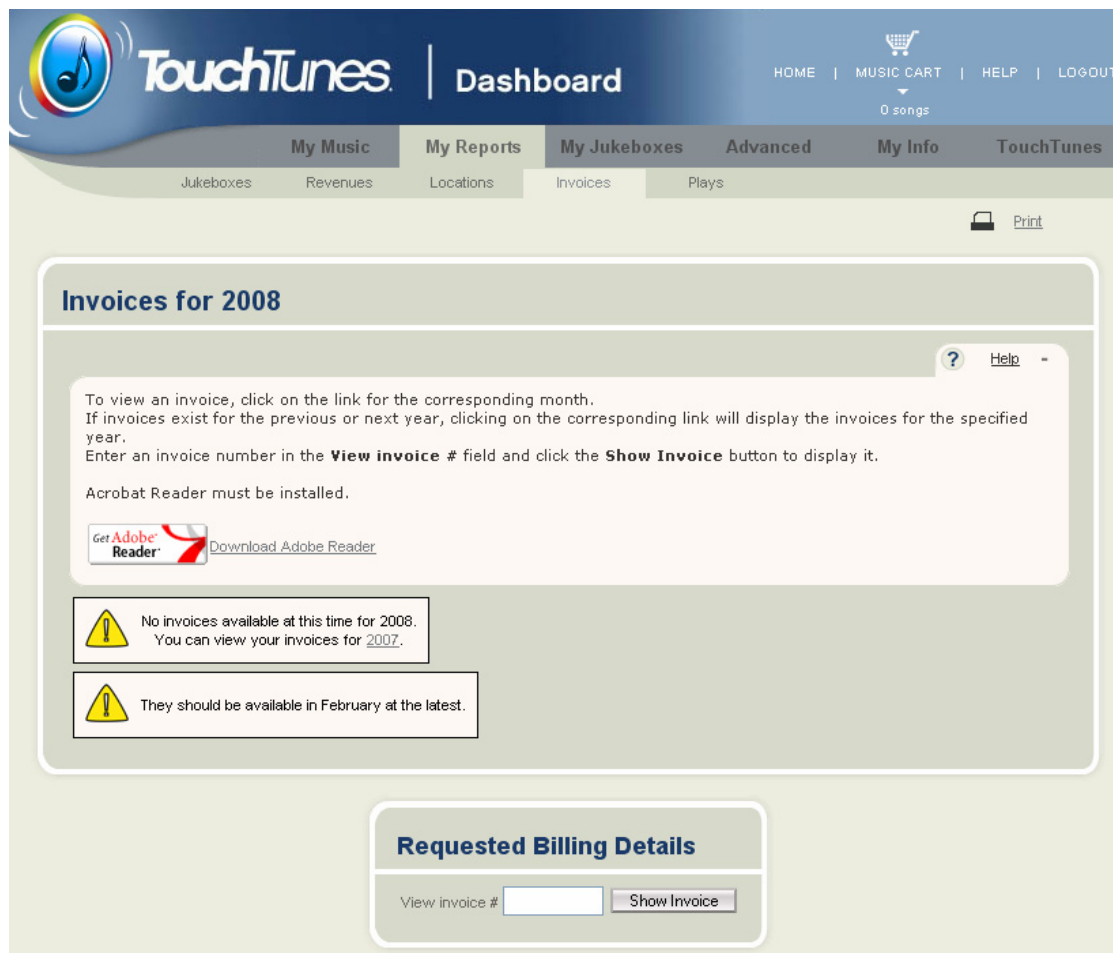 TouchTunes. | Dashboard
HOME | MUSIC CART | HELP | LOGOUT
0 songs
My Music My Reports My Jukeboxes Advanced My Info TouchTunes
Jukeboxes Revenues Locations Invoices Plays
Print
Invoices for 2008
? Help -
To view an invoice, click on the link for the corresponding month.
If invoices exist for the previous or next year, clicking on the corresponding link will display the invoices for the specified
year.
Enter an invoice number in the View invoice # field and click the Show Invoice button to display it.
Acrobat Reader must be installed.
Get Adobe
Reader
Download Adobe Reader
No invoices available at this time for 2008.
You can view your invoices for 2007.
They should be available in February at the latest.
Requested Billing Details
View invoice # Show Invoice